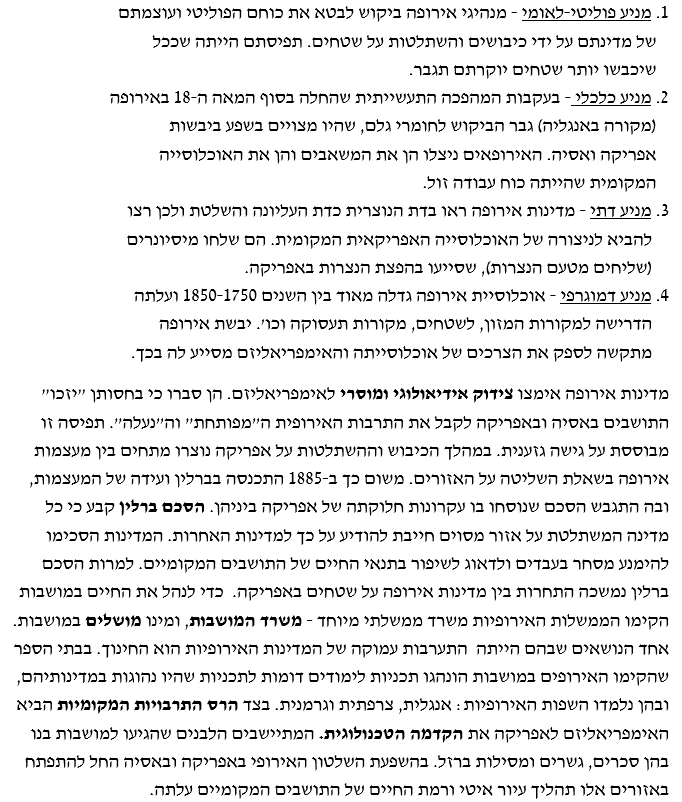 1. מניע פוליטי-לאומי - מנהיגי אירופה ביקוש לבטא את כוחם הפוליטי ועוצמתם
של מדינתם על ידי כיבושים והשתלטות על שטחים. תפיסתם הייתה שככל
שיכבשו יותר שטחים יוקרתם תגבר.
2. מניע כלכלי - בעקבות המהפכה התעשייתית שהחלה בסוף המאה ה-18 באירופה
(מקורה באנגליה) גבר הביקוש לחומרי גלם, שהיו מצויים בשפע ביבשות
אפריקה ואסיה. האירופאים ניצלו הן את המשאבים והן את האוכלוסייה
המקומית שהייתה כוח עבודה זול.
3. מניע דתי - מדינות אירופה ראו בדת הנוצרית כדת העליונה והשלטת ולכן רצו
להביא לניצורה של האוכלוסייה האפריקאית המקומית. הם שלחו מיסיונרים
(שליחים מטעם הנצרות), שסייעו בהפצת הנצרות באפריקה.
4. מניע דמוגרפי - אוכלוסיית אירופה גדלה מאוד בין השנים 1850-1750 ועלתה
הדרישה למקורות המזון, לשטחים, מקורות תעסוקה וכו'. יבשת אירופה
מתקשה לספק את הצרכים של אוכלוסייתה והאימפריאליזם מסייע לה בכך.
מדינות אירופה אימצו צידוק אידיאולוגי ומוסרי לאימפריאליזם. הן סברו כי בחסותן "יזכו"
התושבים באסיה ובאפריקה לקבל את התרבות האירופית ה"מפותחת" וה"נעלה". תפיסה זו
מבוססת על גישה גזענית. במהלך הכיבוש וההשתלטות על אפריקה נוצרו מתחים בין מעצמות
אירופה בשאלת השליטה על האזורים. משום כך ב-1885 התכנסה בברלין ועידה של המעצמות,
ובה התגבש הסכם שנוסחו בו עקרונות חלוקתה של אפריקה ביניהן. הסכם ברלין קבע כי כל
מדינה המשתלטת על אזור מסוים חייבת להודיע על כך למדינות האחרות. המדינות הסכימו
להימנע מסחר בעבדים ולדאוג לשיפור בתנאי החיים של התושבים המקומיים. למרות הסכם
ברלין נמשכה התחרות בין מדינות אירופה על שטחים באפריקה. כדי לנהל את החיים במושבות
הקימו הממשלות האירופיות משרד ממשלתי מיוחד - משרד המושבות, ומינו מושלים במושבות.
אחד הנושאים שבהם הייתה התערבות עמוקה של המדינות האירופיות הוא החינוך. בבתי הספר
שהקימו האירופים במושבות הונהגו תכניות לימודים דומות לתכניות שהיו נהוגות במדינותיהם,
ובהן נלמדו השפות האירופיות: אנגלית, צרפתית וגרמנית. בצד הרס התרבויות המקומיות הביא
האימפריאליזם לאפריקה את הקדמה הטכנולוגית. המתיישבים הלבנים שהגיעו למושבות בנו
בהן סכרים, גשרים ומסילות ברזל. בהשפעת השלטון האירופי באפריקה ובאסיה החל להתפתח
באזורים אלו תהליך עיור איטי ורמת החיים של התושבים המקומיים עלתה.